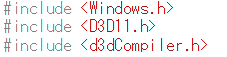 #include <Windows.h>
#include <D3D11.h>
#include <d3dCompiler.h>